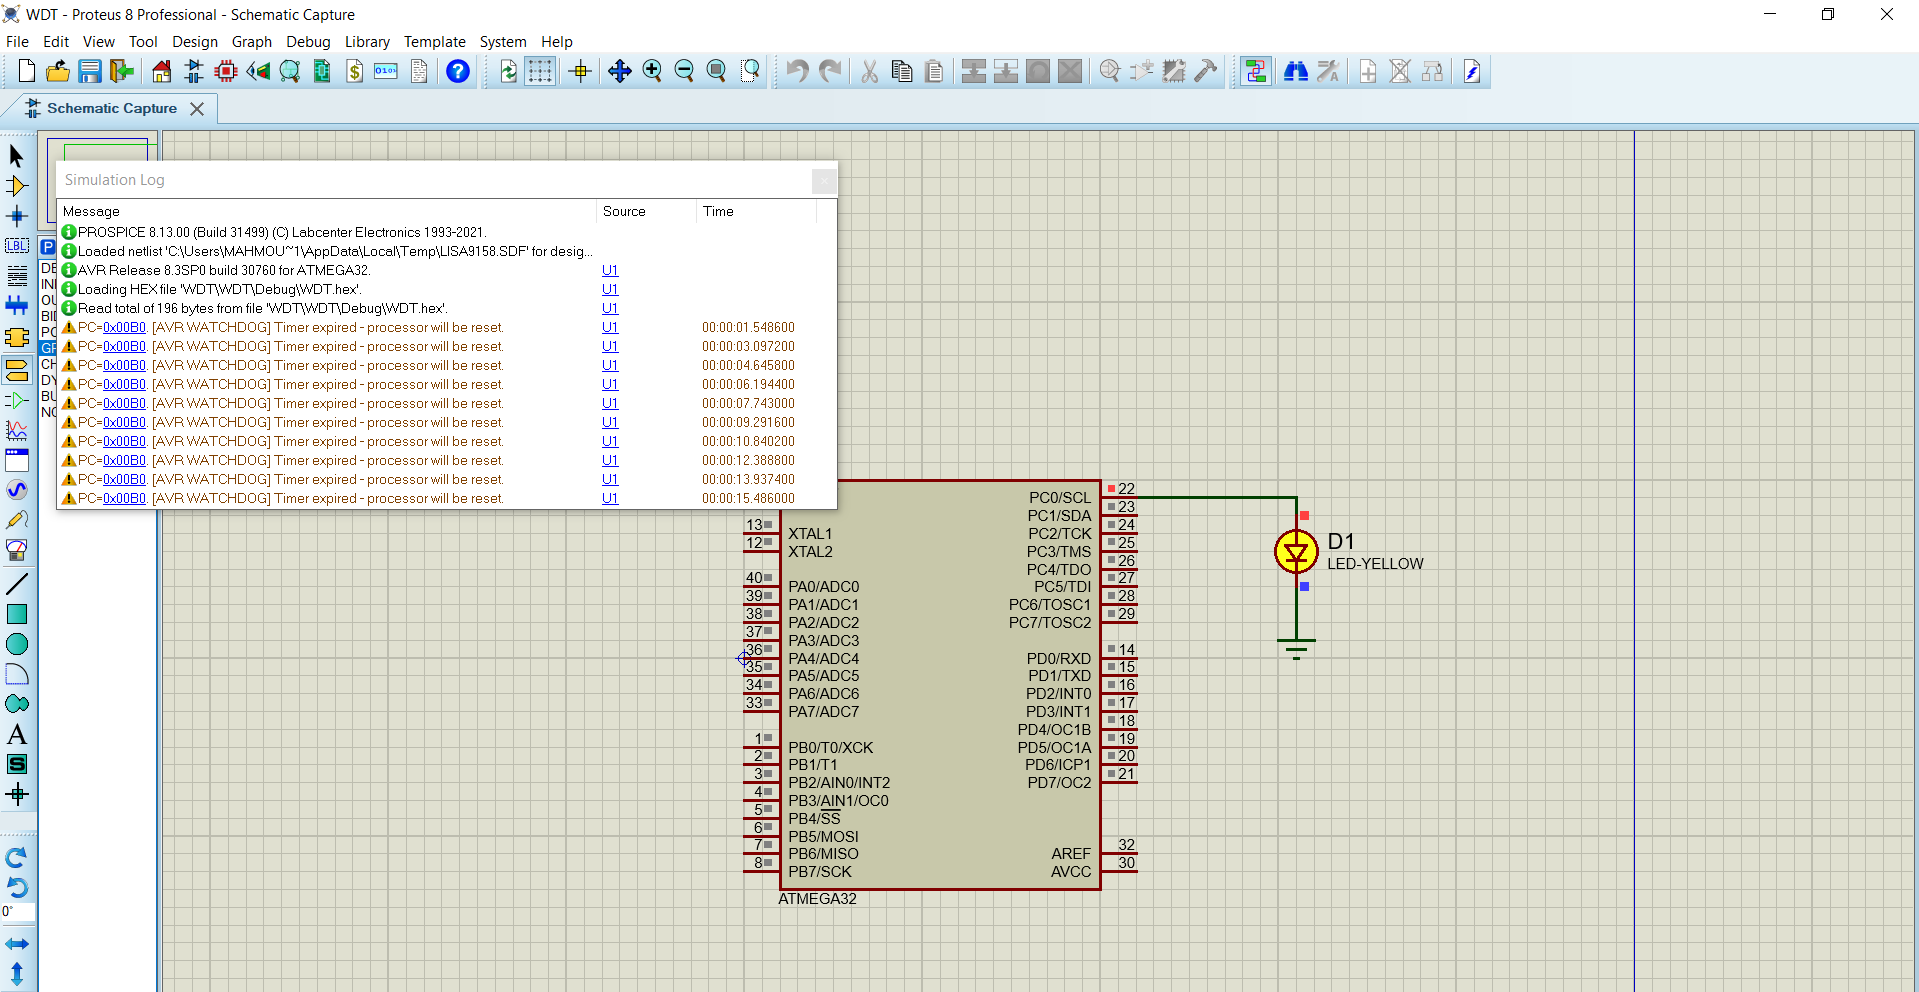 WDT - Proteus 8 Professional - Schematic Capture
File Edit View Tool Design Graph Debug Library Template System Help
Schematic Capture
Simulation Log
Message Source Time
PROSPICE 8.13.00 (Build 31499) (C) Labcenter Electronics 1993-2021.
Loaded netlist 'C:\Users\MAHMOU~1\AppData\Local\Temp\LISA9158.SDF' for desig...
AVR Release 8.3SP0 build 30760 for ATMEGA32. U1
Loading HEX file 'WDT\WDT\Debug\WDT.hex'. U1
Read total of 196 bytes from file 'WDT\WDT\Debug\WDT.hex'. U1
PC=0x00B0. [AVR WATCHDOG] Timer expired - processor will be reset. U1 00:00:01.548600
PC=0x00B0. [AVR WATCHDOG] Timer expired - processor will be reset. U1 00:00:03.097200
PC=0x00B0. [AVR WATCHDOG] Timer expired - processor will be reset. U1 00:00:04.645800
PC=0x00B0. [AVR WATCHDOG] Timer expired - processor will be reset. U1 00:00:06.194400
PC=0x00B0. [AVR WATCHDOG] Timer expired - processor will be reset. U1 00:00:07.743000
PC=0x00B0. [AVR WATCHDOG] Timer expired - processor will be reset. U1 00:00:09.291600
PC=0x00B0. [AVR WATCHDOG] Timer expired - processor will be reset. U1 00:00:10.840200
PC=0x00B0. [AVR WATCHDOG] Timer expired - processor will be reset. U1 00:00:12.388800
PC=0x00B0. [AVR WATCHDOG] Timer expired - processor will be reset. U1 00:00:13.937400
PC=0x00B0. [AVR WATCHDOG] Timer expired - processor will be reset. U1 00:00:15.486000
LBL
P
A
S
0°
13 XTAL1
12 XTAL2
40 PA0/ADC0
39 PA1/ADC1
38 PA2/ADC2
37 PA3/ADC3
36 PA4/ADC4
35 PA5/ADC5
34 PA6/ADC6
33 PA7/ADC7
1 PB0/T0/XCK
2 PB1/T1
3 PB2/AIN0/INT2
4 PB3/AIN1/OC0
5 PB4/SS
6 PB5/MOSI
7 PB6/MISO
8 PB7/SCK
PC0/SCL 22
PC1/SDA 23
PC2/TCK 24
PC3/TMS 25
PC4/TDO 26
PC5/TDI 27
PC6/TOSC1 28
PC7/TOSC2 29
PD0/RXD 14
PD1/TXD 15
PD2/INT0 16
PD3/INT1 17
PD4/OC1B 18
PD5/OC1A 19
PD6/ICP1 20
PD7/OC2 21
AREF 32
AVCC 30
ATMEGA32
D1
LED-YELLOW